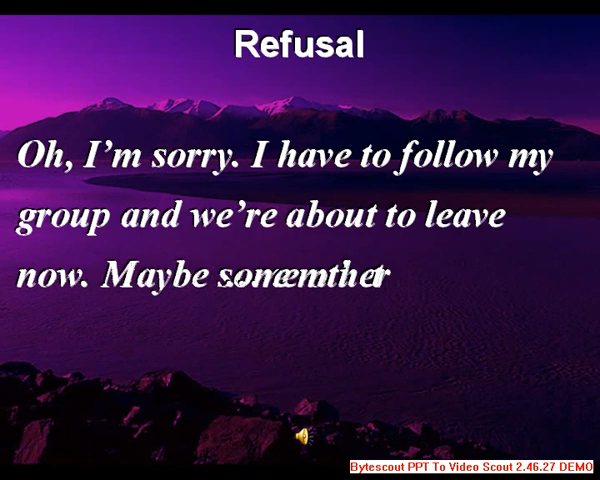 Refusal
Oh, I'm sorry. I have to follow my
group and we're about to leave
now. Maybe
Bytescout PPT To Video Scout 2.46.27 DEMO